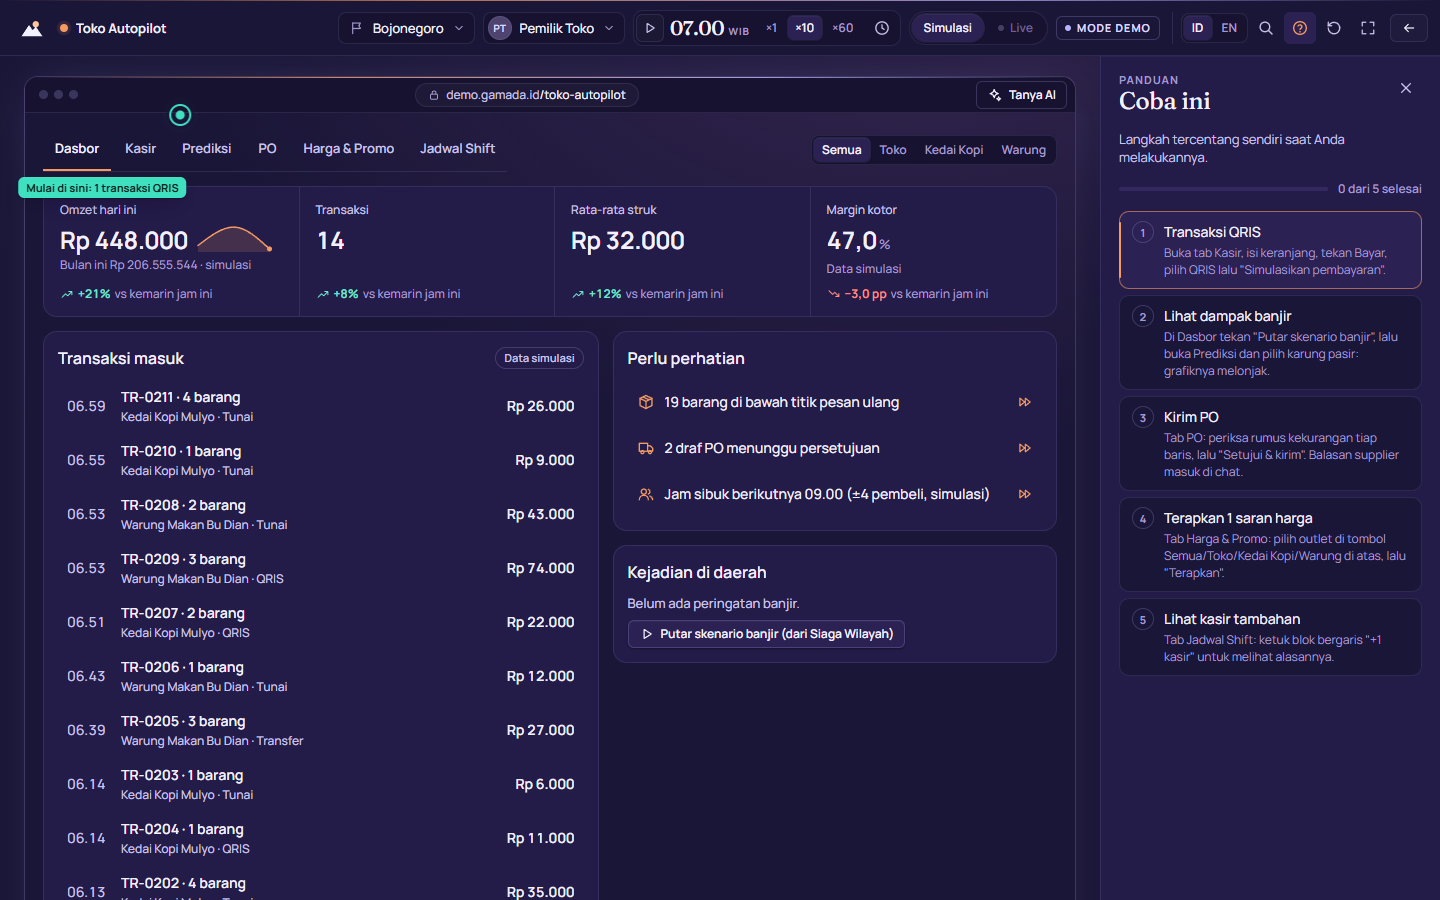 Toko Autopilot
Bojonegoro
PT Pemilik Toko
07.00 WIB
×1 ×10 ×60
Simulasi Live
MODE DEMO
ID EN
demo.gamada.id/toko-autopilot
Tanya AI
Dasbor Kasir Prediksi PO Harga & Promo Jadwal Shift
Semua Toko Kedai Kopi Warung
Mulai di sini: 1 transaksi QRIS
Omzet hari ini
Rp 448.000
Bulan ini Rp 206.555.544 · simulasi
+21% vs kemarin jam ini
Transaksi
14
+8% vs kemarin jam ini
Rata-rata struk
Rp 32.000
+12% vs kemarin jam ini
Margin kotor
47,0%
Data simulasi
−3,0 pp vs kemarin jam ini
Transaksi masuk
Data simulasi
06.59 TR-0211 · 4 barang Rp 26.000
Kedai Kopi Mulyo · Tunai
06.55 TR-0210 · 1 barang Rp 9.000
Kedai Kopi Mulyo · Tunai
06.53 TR-0208 · 2 barang Rp 43.000
Warung Makan Bu Dian · Tunai
06.53 TR-0209 · 3 barang Rp 74.000
Warung Makan Bu Dian · QRIS
06.51 TR-0207 · 2 barang Rp 22.000
Kedai Kopi Mulyo · QRIS
06.43 TR-0206 · 1 barang Rp 12.000
Warung Makan Bu Dian · Tunai
06.39 TR-0205 · 3 barang Rp 27.000
Warung Makan Bu Dian · Transfer
06.14 TR-0203 · 1 barang Rp 6.000
Kedai Kopi Mulyo · Tunai
06.14 TR-0204 · 1 barang Rp 11.000
Kedai Kopi Mulyo · QRIS
06.13 TR-0202 · 4 barang Rp 35.000
Perlu perhatian
19 barang di bawah titik pesan ulang
2 draf PO menunggu persetujuan
Jam sibuk berikutnya 09.00 (±4 pembeli, simulasi)
Kejadian di daerah
Belum ada peringatan banjir.
Putar skenario banjir (dari Siaga Wilayah)
PANDUAN
Coba ini
Langkah tercentang sendiri saat Anda
melakukannya.
0 dari 5 selesai
1 Transaksi QRIS
Buka tab Kasir, isi keranjang, tekan Bayar,
pilih QRIS lalu "Simulasikan pembayaran".
2 Lihat dampak banjir
Di Dasbor tekan "Putar skenario banjir", lalu
buka Prediksi dan pilih karung pasir:
grafiknya melonjak.
3 Kirim PO
Tab PO: periksa rumus kekurangan tiap
baris, lalu "Setujui & kirim". Balasan supplier
masuk di chat.
4 Terapkan 1 saran harga
Tab Harga & Promo: pilih outlet di tombol
Semua/Toko/Kedai Kopi/Warung di atas, lalu
"Terapkan".
5 Lihat kasir tambahan
Tab Jadwal Shift: ketuk blok bergaris "+1
kasir" untuk melihat alasannya.